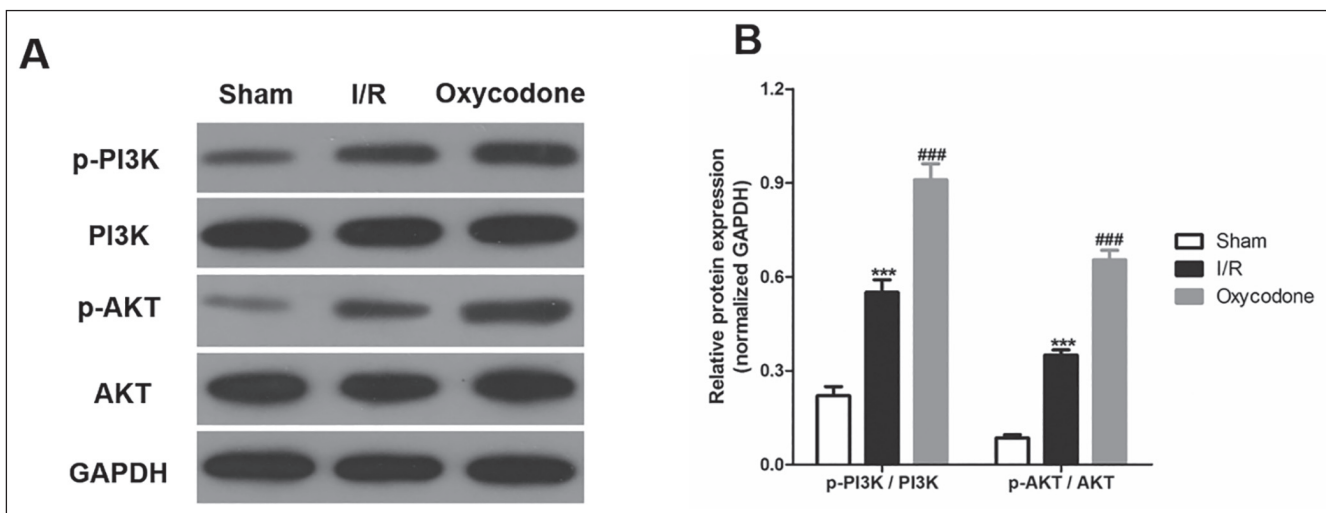 A
Sham I/R Oxycodone
p-PI3K
PI3K
p-AKT
AKT
GAPDH
B
Relative protein expression
(normalized GAPDH)
1.2
0.9
0.6
0.3
0.0
***
###
***
###
p-PI3K / PI3K p-AKT / AKT
Sham
I/R
Oxycodone